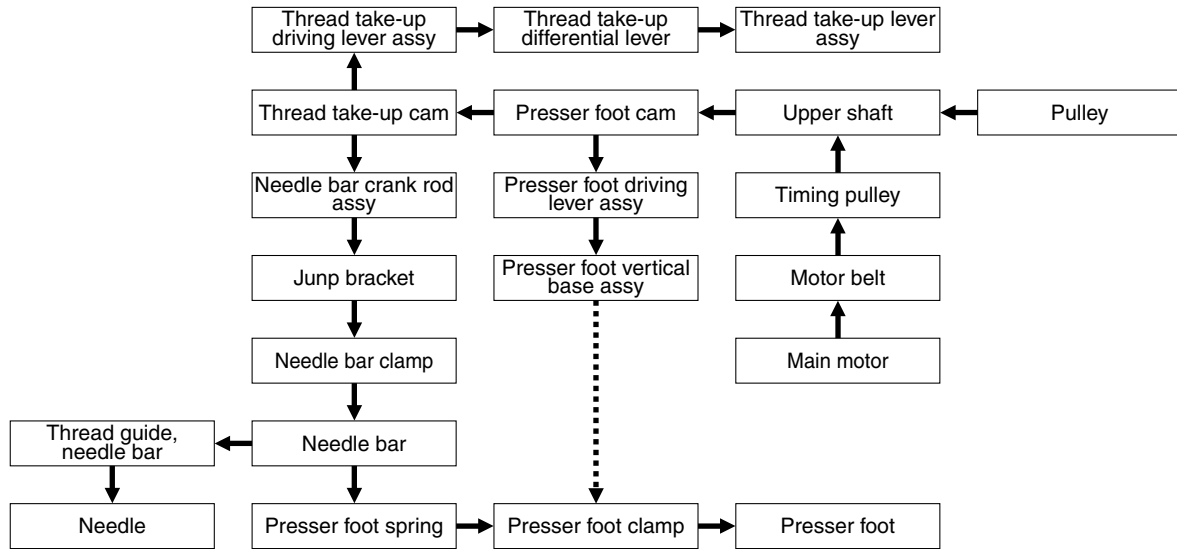 Thread take-up
driving lever assy
Thread take-up
differential lever
Thread take-up lever
assy
Thread take-up cam
Presser foot cam
Upper shaft
Pulley
Needle bar crank rod
assy
Presser foot driving
lever assy
Timing pulley
Junp bracket
Presser foot vertical
base assy
Motor belt
Needle bar clamp
Main motor
Thread guide,
needle bar
Needle bar
Needle
Presser foot spring
Presser foot clamp
Presser foot